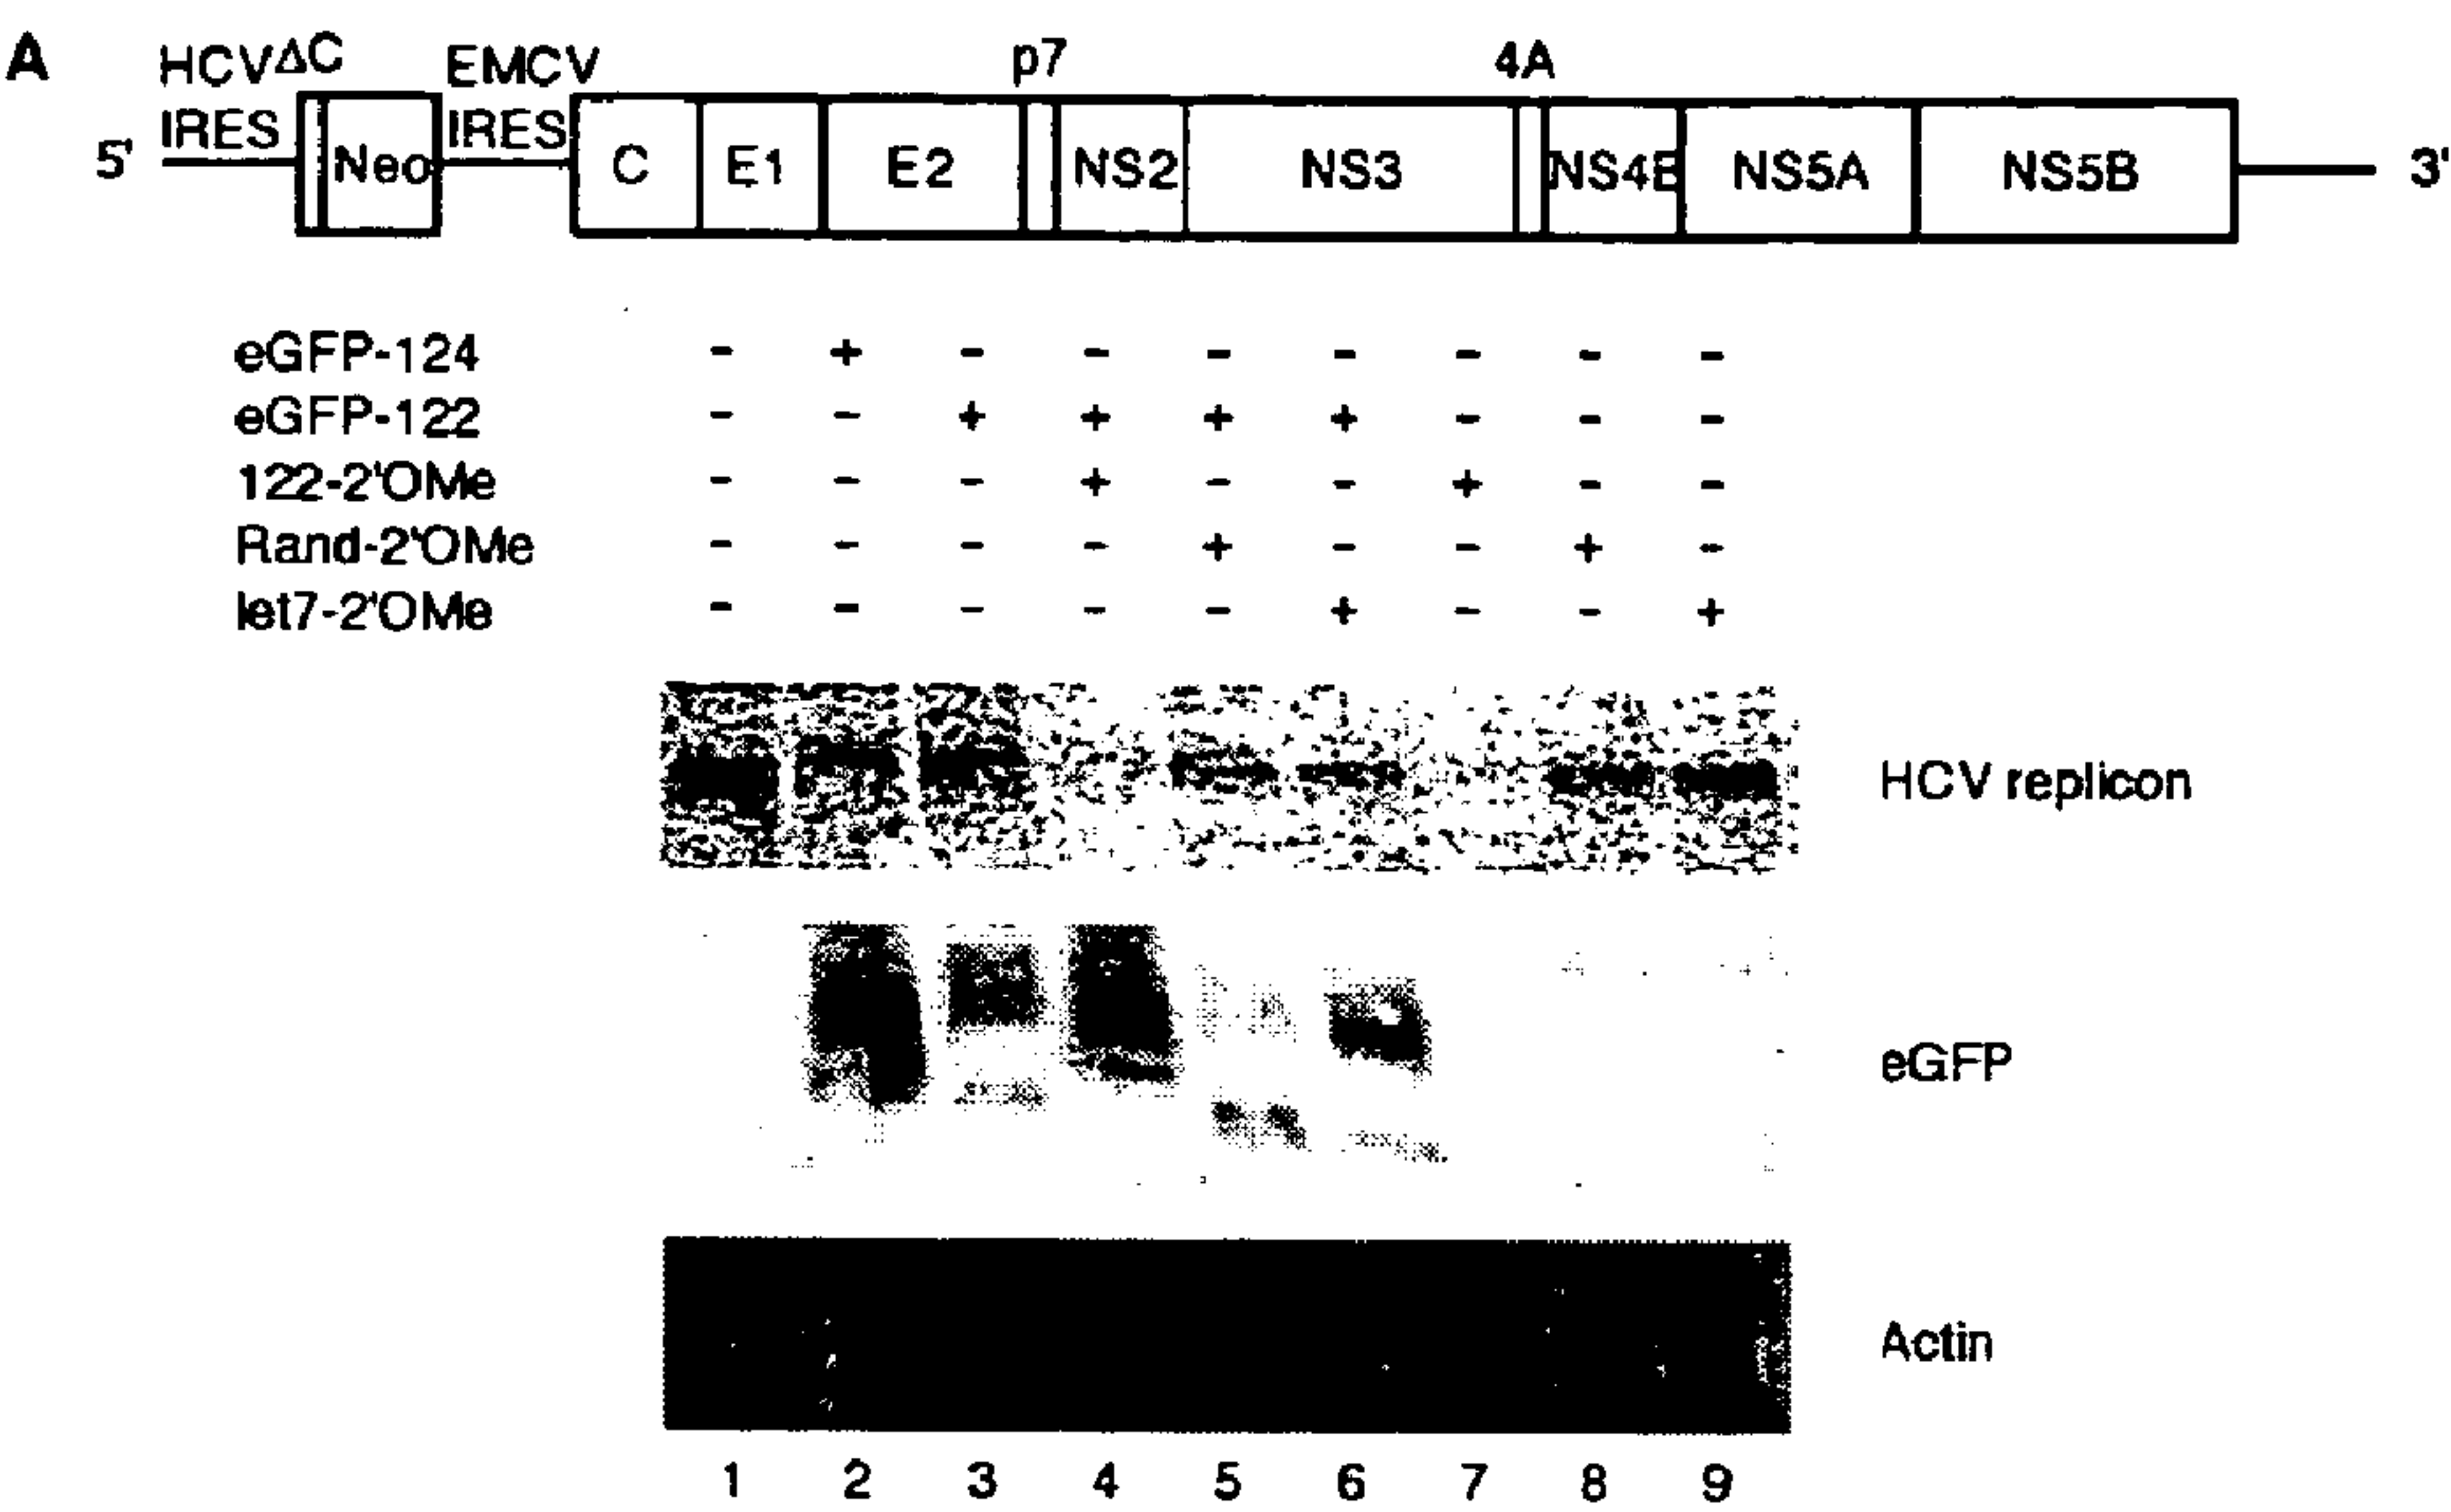 A
HCVΔC EMCV p7 4A
IRES IRES
5' Neo C E1 E2 NS2 NS3 NS4B NS5A NS5B 3'
eGFP-124 - + - - - - - - -
eGFP-122 - - + + + + - - -
122-2'OMe - - - + - - + - -
Rand-2'OMe - - - - + - - + -
let7-2'OMe - - - - - + - - +
HCV replicon
eGFP
Actin
1 2 3 4 5 6 7 8 9